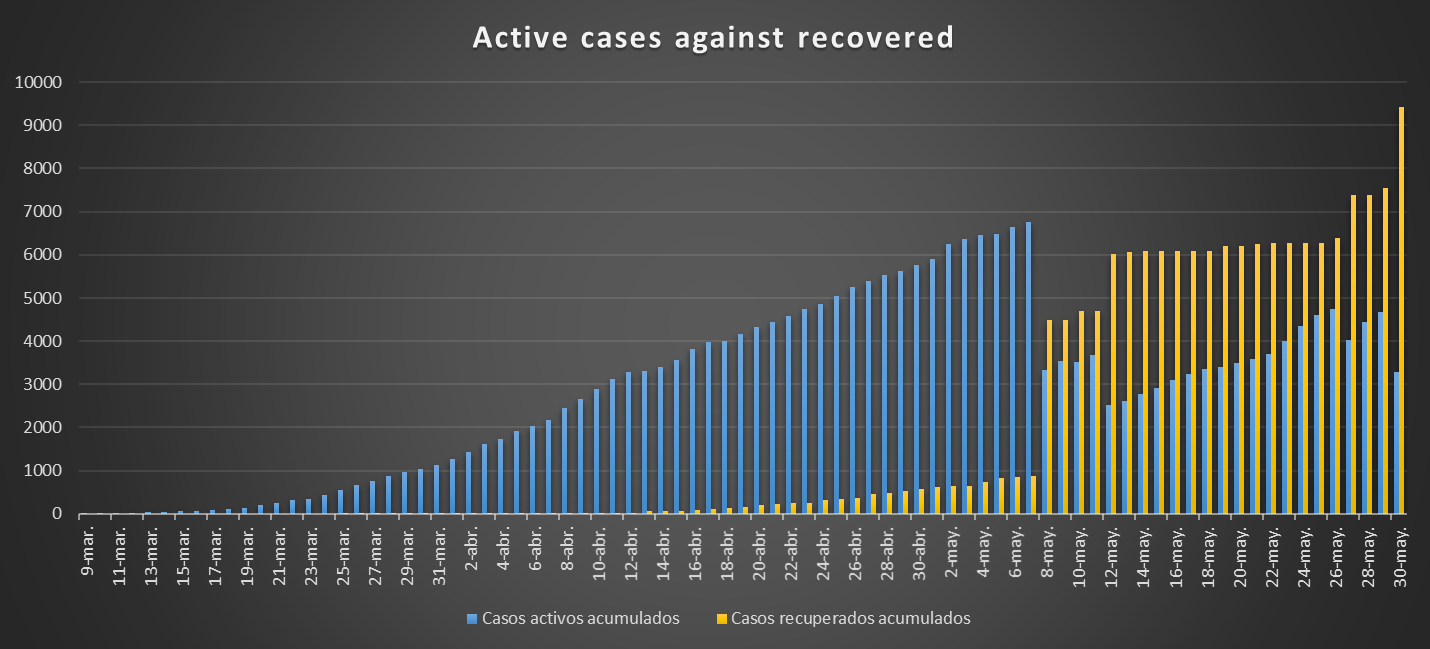 Active cases against recovered
10000
9000
8000
7000
6000
5000
4000
3000
2000
1000
0
9-mar.
11-mar.
13-mar.
15-mar.
17-mar.
19-mar.
21-mar.
23-mar.
25-mar.
27-mar.
29-mar.
31-mar.
2-abr.
4-abr.
6-abr.
8-abr.
10-abr.
12-abr.
14-abr.
16-abr.
18-abr.
20-abr.
22-abr.
24-abr.
26-abr.
28-abr.
30-abr.
2-may.
4-may.
6-may.
8-may.
10-may.
12-may.
14-may.
16-may.
18-may.
20-may.
22-may.
24-may.
26-may.
28-may.
30-may.
Casos activos acumulados
Casos recuperados acumulados